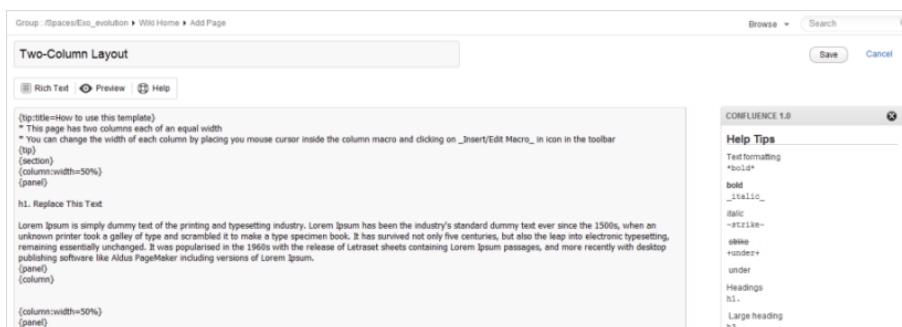 Group : /Spaces/Exo_evolution ▸ Wiki Home ▸ Add Page
Browse
Search
Two-Column Layout
Save
Cancel
Rich Text
Preview
Help
{tip:title=How to use this template}
* This page has two columns each of an equal width
* You can change the width of each column by placing you mouse cursor inside the column macro and clicking on _Insert/Edit Macro_ in icon in the toolbar
{tip}
{section}
{column:width=50%}
{panel}
h1. Replace This Text
Lorem Ipsum is simply dummy text of the printing and typesetting industry. Lorem Ipsum has been the industry's standard dummy text ever since the 1500s, when an
unknown printer took a galley of type and scrambled it to make a type specimen book. It has survived not only five centuries, but also the leap into electronic typesetting,
remaining essentially unchanged. It was popularised in the 1960s with the release of Letraset sheets containing Lorem Ipsum passages, and more recently with desktop
publishing software like Aldus PageMaker including versions of Lorem Ipsum.
{panel}
{column}
{column:width=50%}
{panel}
CONFLUENCE 1.0
Help Tips
Text formatting
*bold*
bold
_italic_
italic
-strike-
strike
+under+
under
Headings
h1.
Large heading